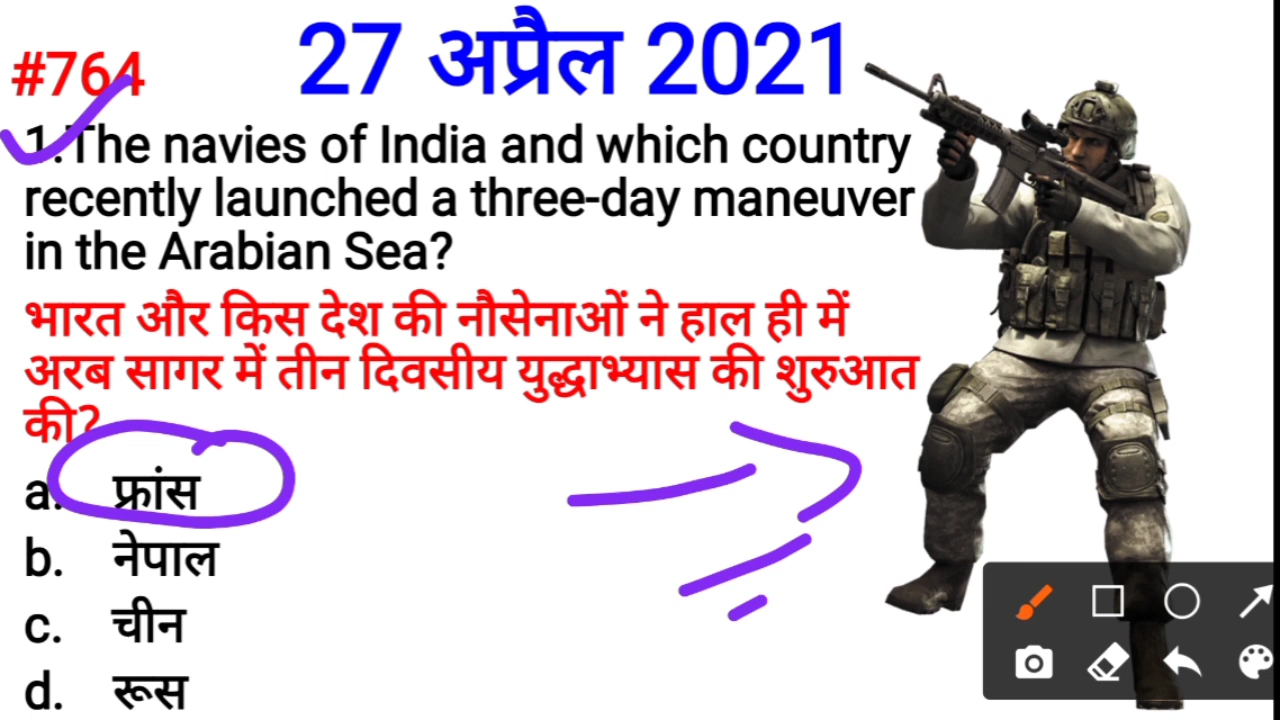 27 अप्रैल 2021
#764
1.The navies of India and which country
recently launched a three-day maneuver
in the Arabian Sea?
भारत और किस देश की नौसेनाओं ने हाल ही में
अरब सागर में तीन दिवसीय युद्धाभ्यास की शुरुआत
की?
a. फ्रांस
b. नेपाल
c. चीन
d. रूस